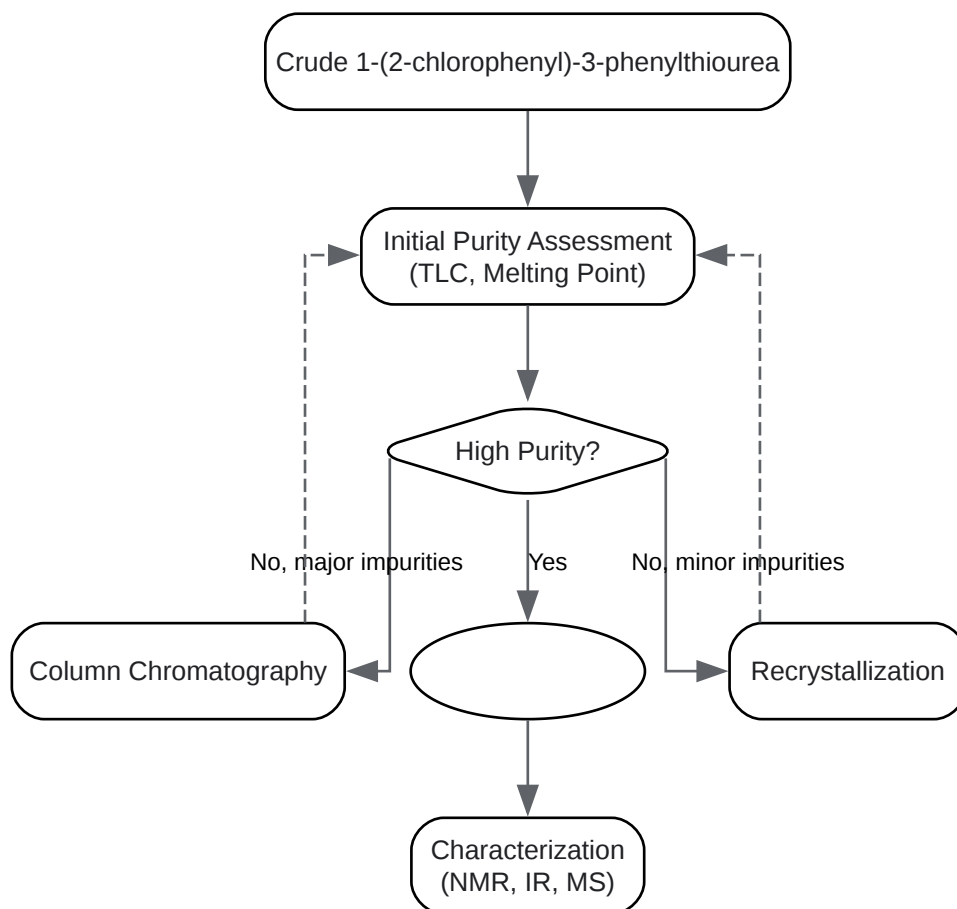 Crude 1-(2-chlorophenyl)-3-phenylthiourea
Initial Purity Assessment
(TLC, Melting Point)
High Purity?
No, major impurities
Yes
No, minor impurities
Column Chromatography
Recrystallization
Characterization
(NMR, IR, MS)